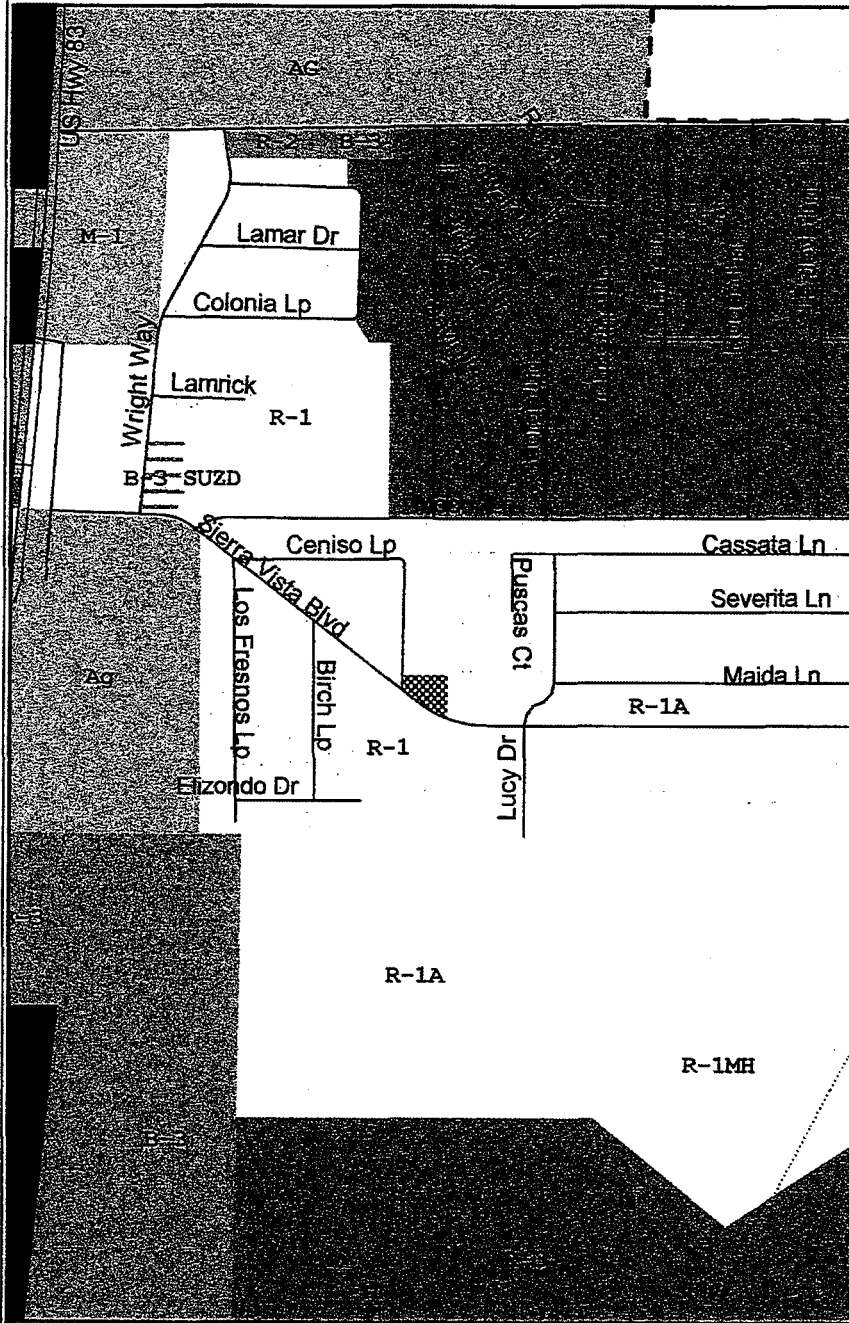 US HWY 83
AG
R-2
B-3
M-1
Lamar Dr
Colonia Lp
Wright Way
Lamrick
R-1
B-3 SUZD
Sierra Vista Blvd
Ceniso Lp
Cassata Ln
Puscas Ct
Severita Ln
Los Fresnos Lp
Birch Lp
Ag
Maida Ln
R-1A
R-1
Lucy Dr
Elizondo Dr
R-1A
R-1MH
B-3